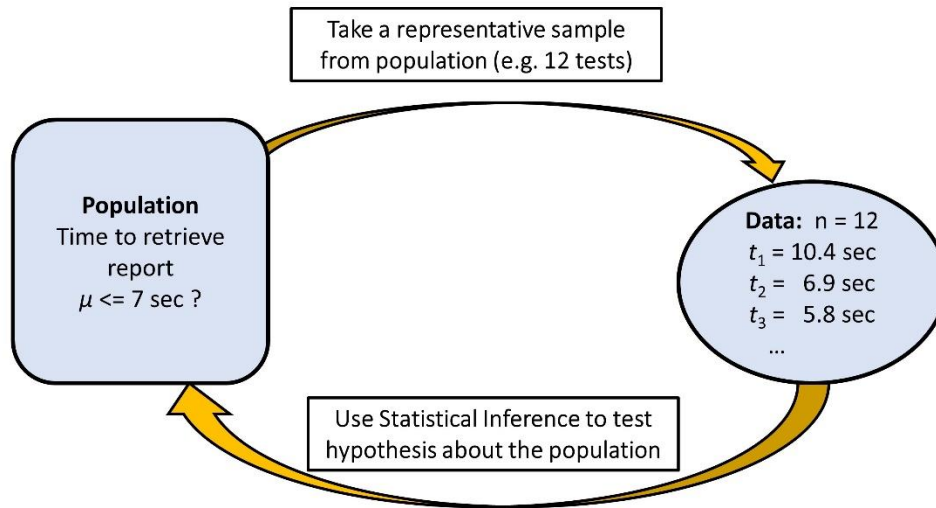 Take a representative sample
from population (e.g. 12 tests)
Population
Time to retrieve
report
μ <= 7 sec ?
Data: n = 12
t₁ = 10.4 sec
t₂ = 6.9 sec
t₃ = 5.8 sec
...
Use Statistical Inference to test
hypothesis about the population